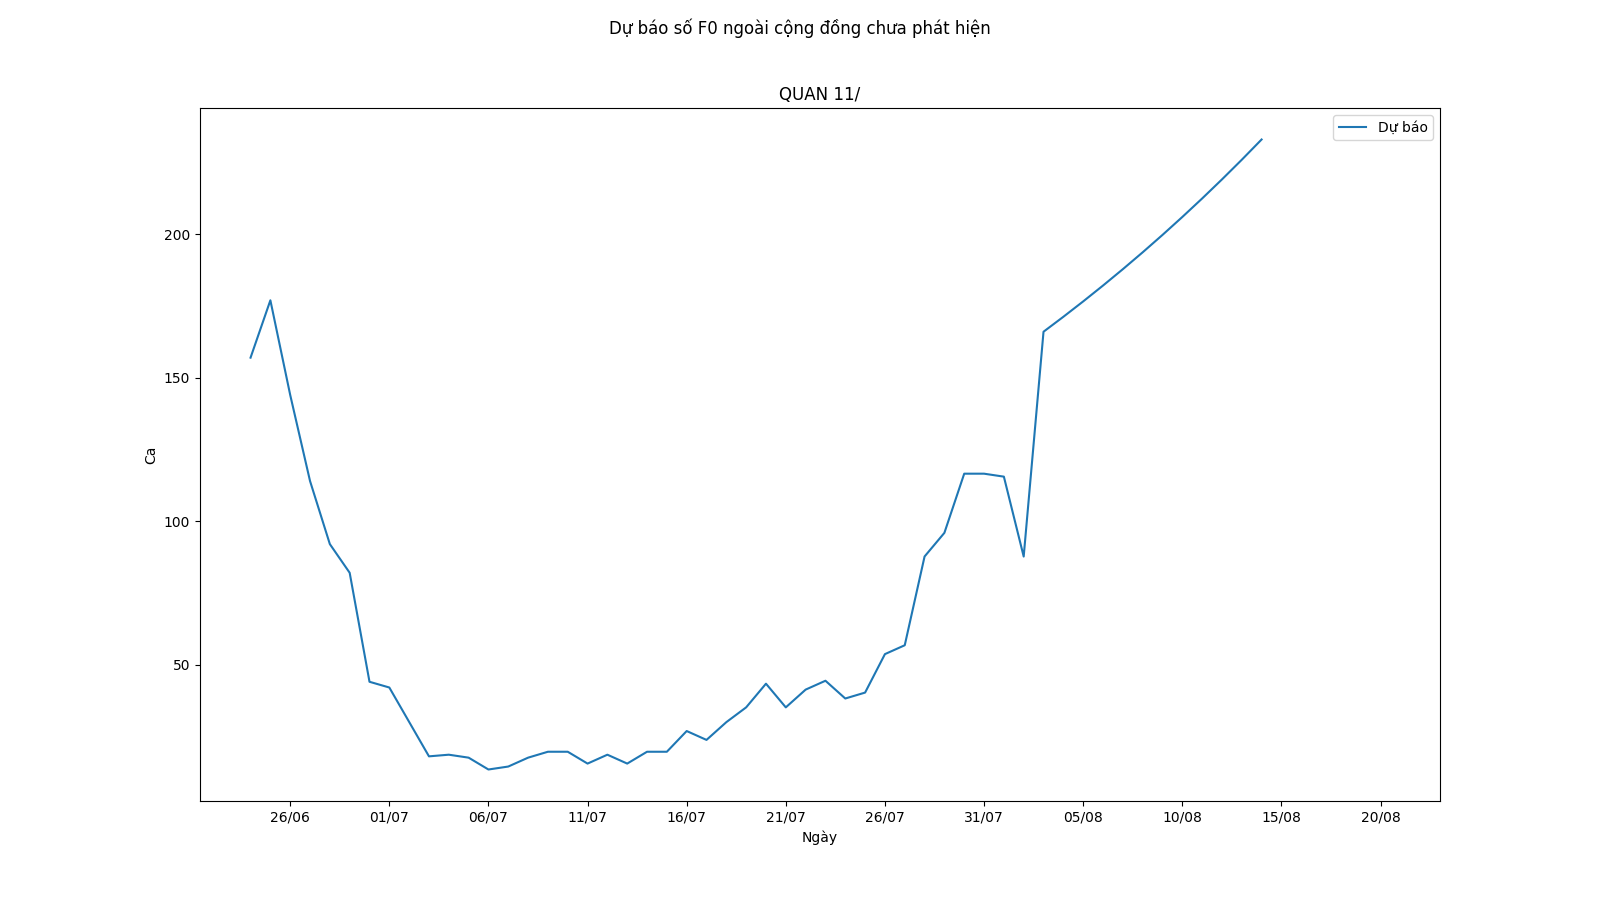 Dự báo số F0 ngoài cộng đồng chưa phát hiện
QUAN 11/
Dự báo
200
150
100
50
Ca
26/06 01/07 06/07 11/07 16/07 21/07 26/07 31/07 05/08 10/08 15/08 20/08
Ngày